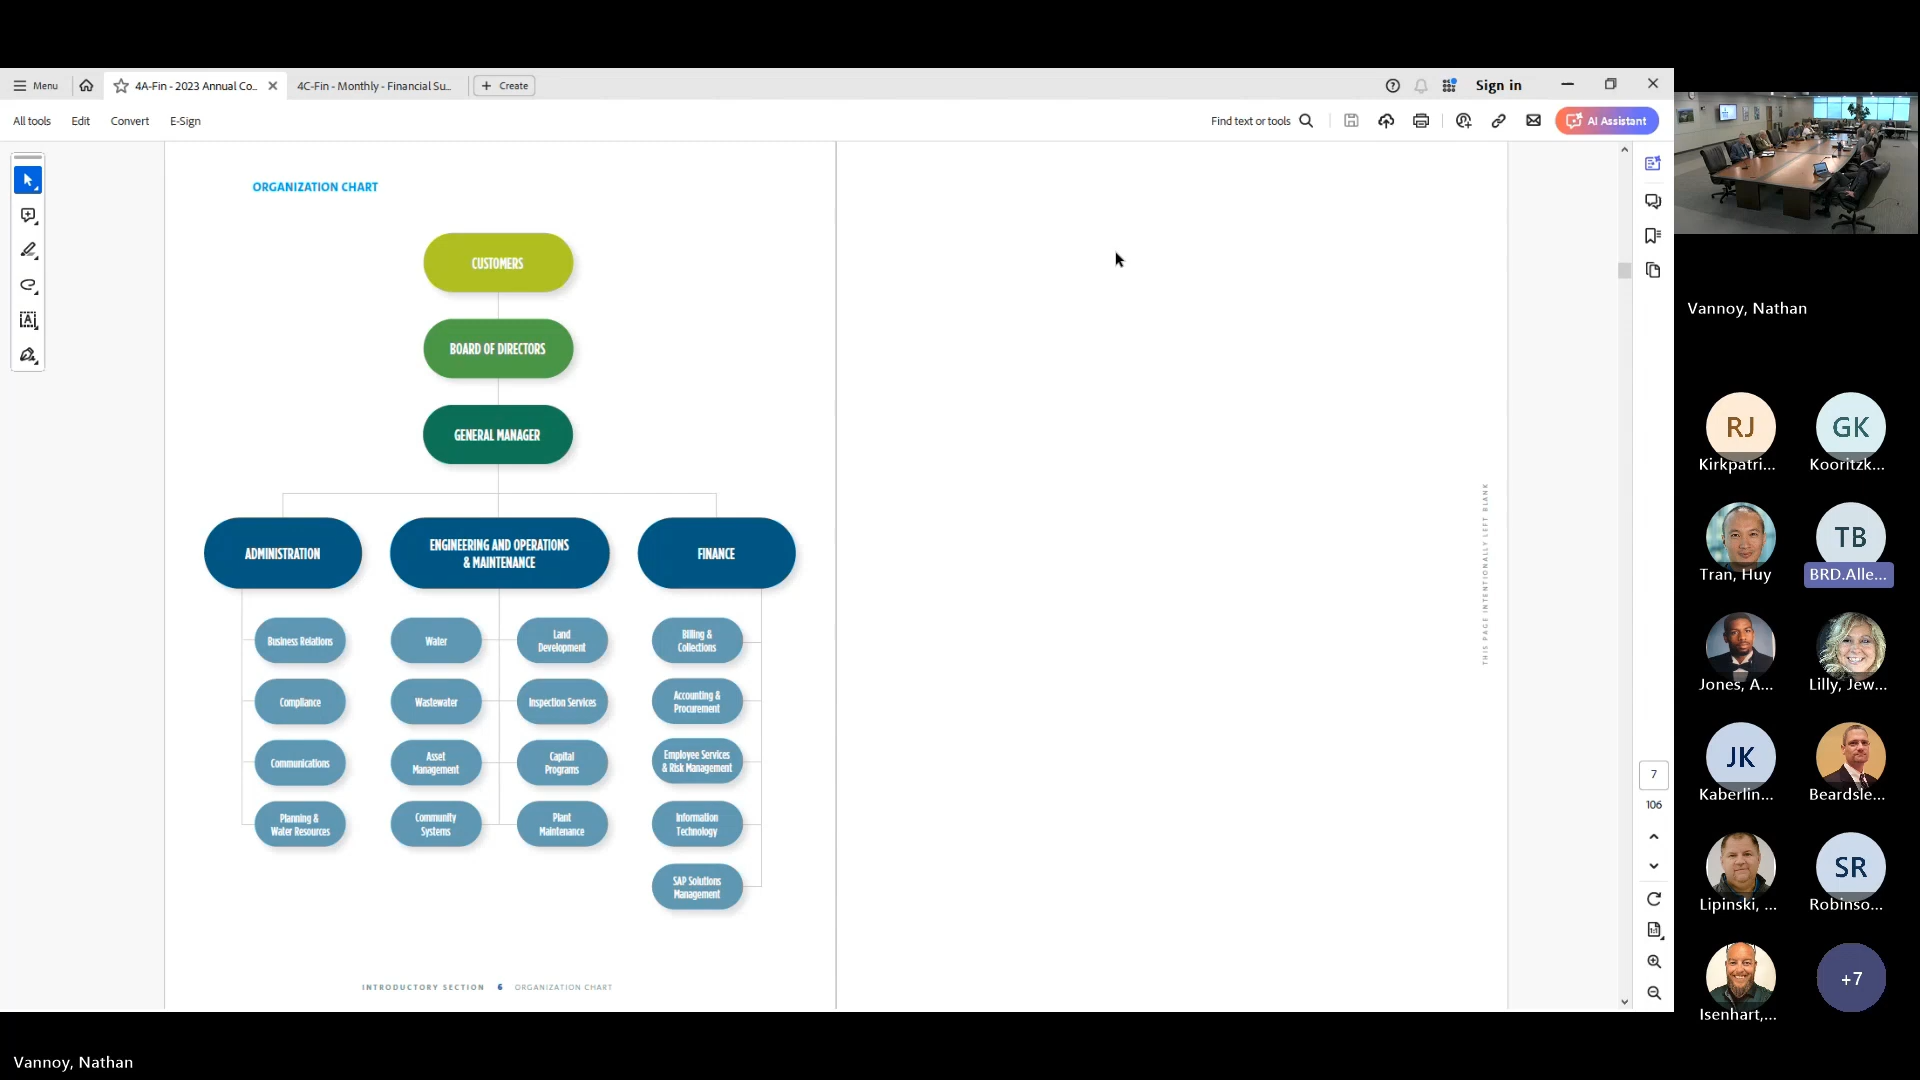 Menu
4A-Fin - 2023 Annual Co...
4C-Fin - Monthly - Financial Su...
Create
Sign in
All tools
Edit
Convert
E-Sign
Find text or tools
AI Assistant
ORGANIZATION CHART
CUSTOMERS
BOARD OF DIRECTORS
GENERAL MANAGER
ADMINISTRATION
ENGINEERING AND OPERATIONS
& MAINTENANCE
FINANCE
Business Relations
Compliance
Communications
Planning &
Water Resources
Water
Wastewater
Asset
Management
Community
Systems
Land
Development
Inspection Services
Capital
Programs
Plant
Maintenance
Billing &
Collections
Accounting &
Procurement
Employee Services
& Risk Management
Information
Technology
SAP Solutions
Management
INTRODUCTORY SECTION 6 ORGANIZATION CHART
THIS PAGE INTENTIONALLY LEFT BLANK
7
106
Vannoy, Nathan
RJ
Kirkpatri...
GK
Kooritzk...
Tran, Huy
TB
BRD.Alle...
Jones, A...
Lilly, Jew...
JK
Kaberlin...
Beardsle...
Lipinski, ...
SR
Robinso...
Isenhart,...
+7
Vannoy, Nathan